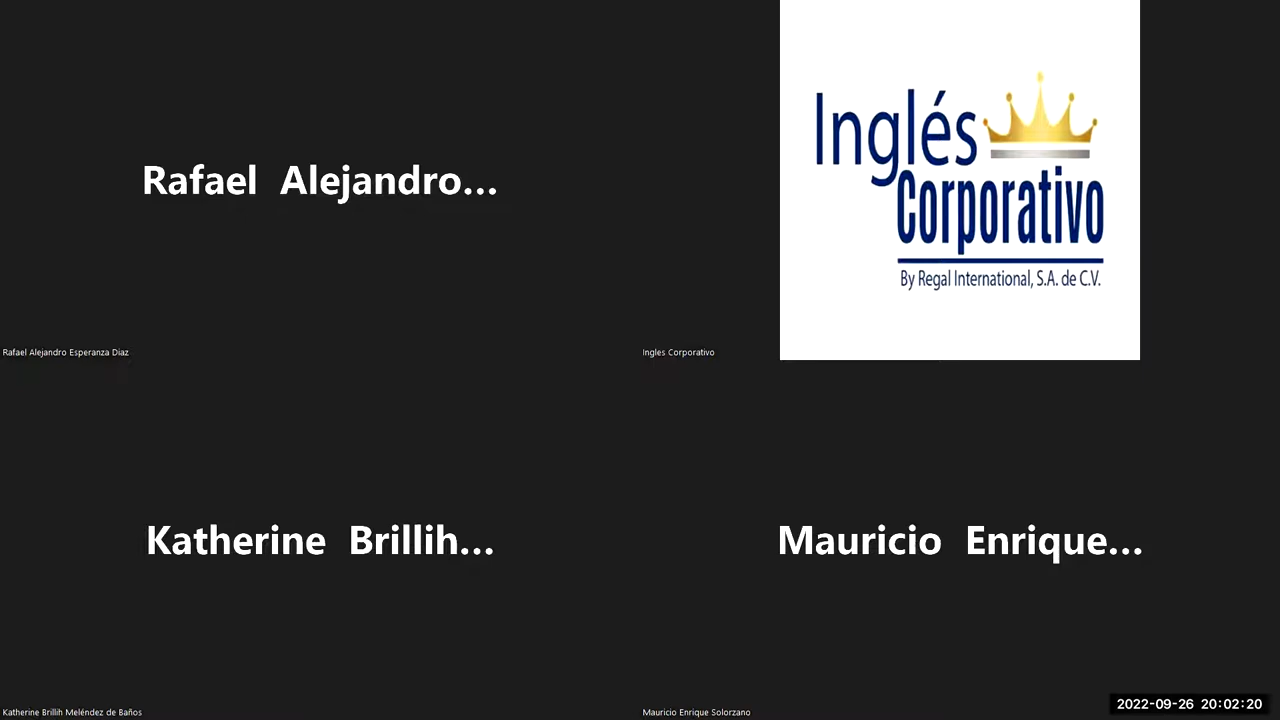 Rafael Alejandro...
Rafael Alejandro Esperanza Diaz
Inglés
Corporativo
By Regal International, S.A. de C.V.
Ingles Corporativo
Katherine Brillih...
Katherine Brillih Meléndez de Baños
Mauricio Enrique...
Mauricio Enrique Solorzano
2022-09-26 20:02:20